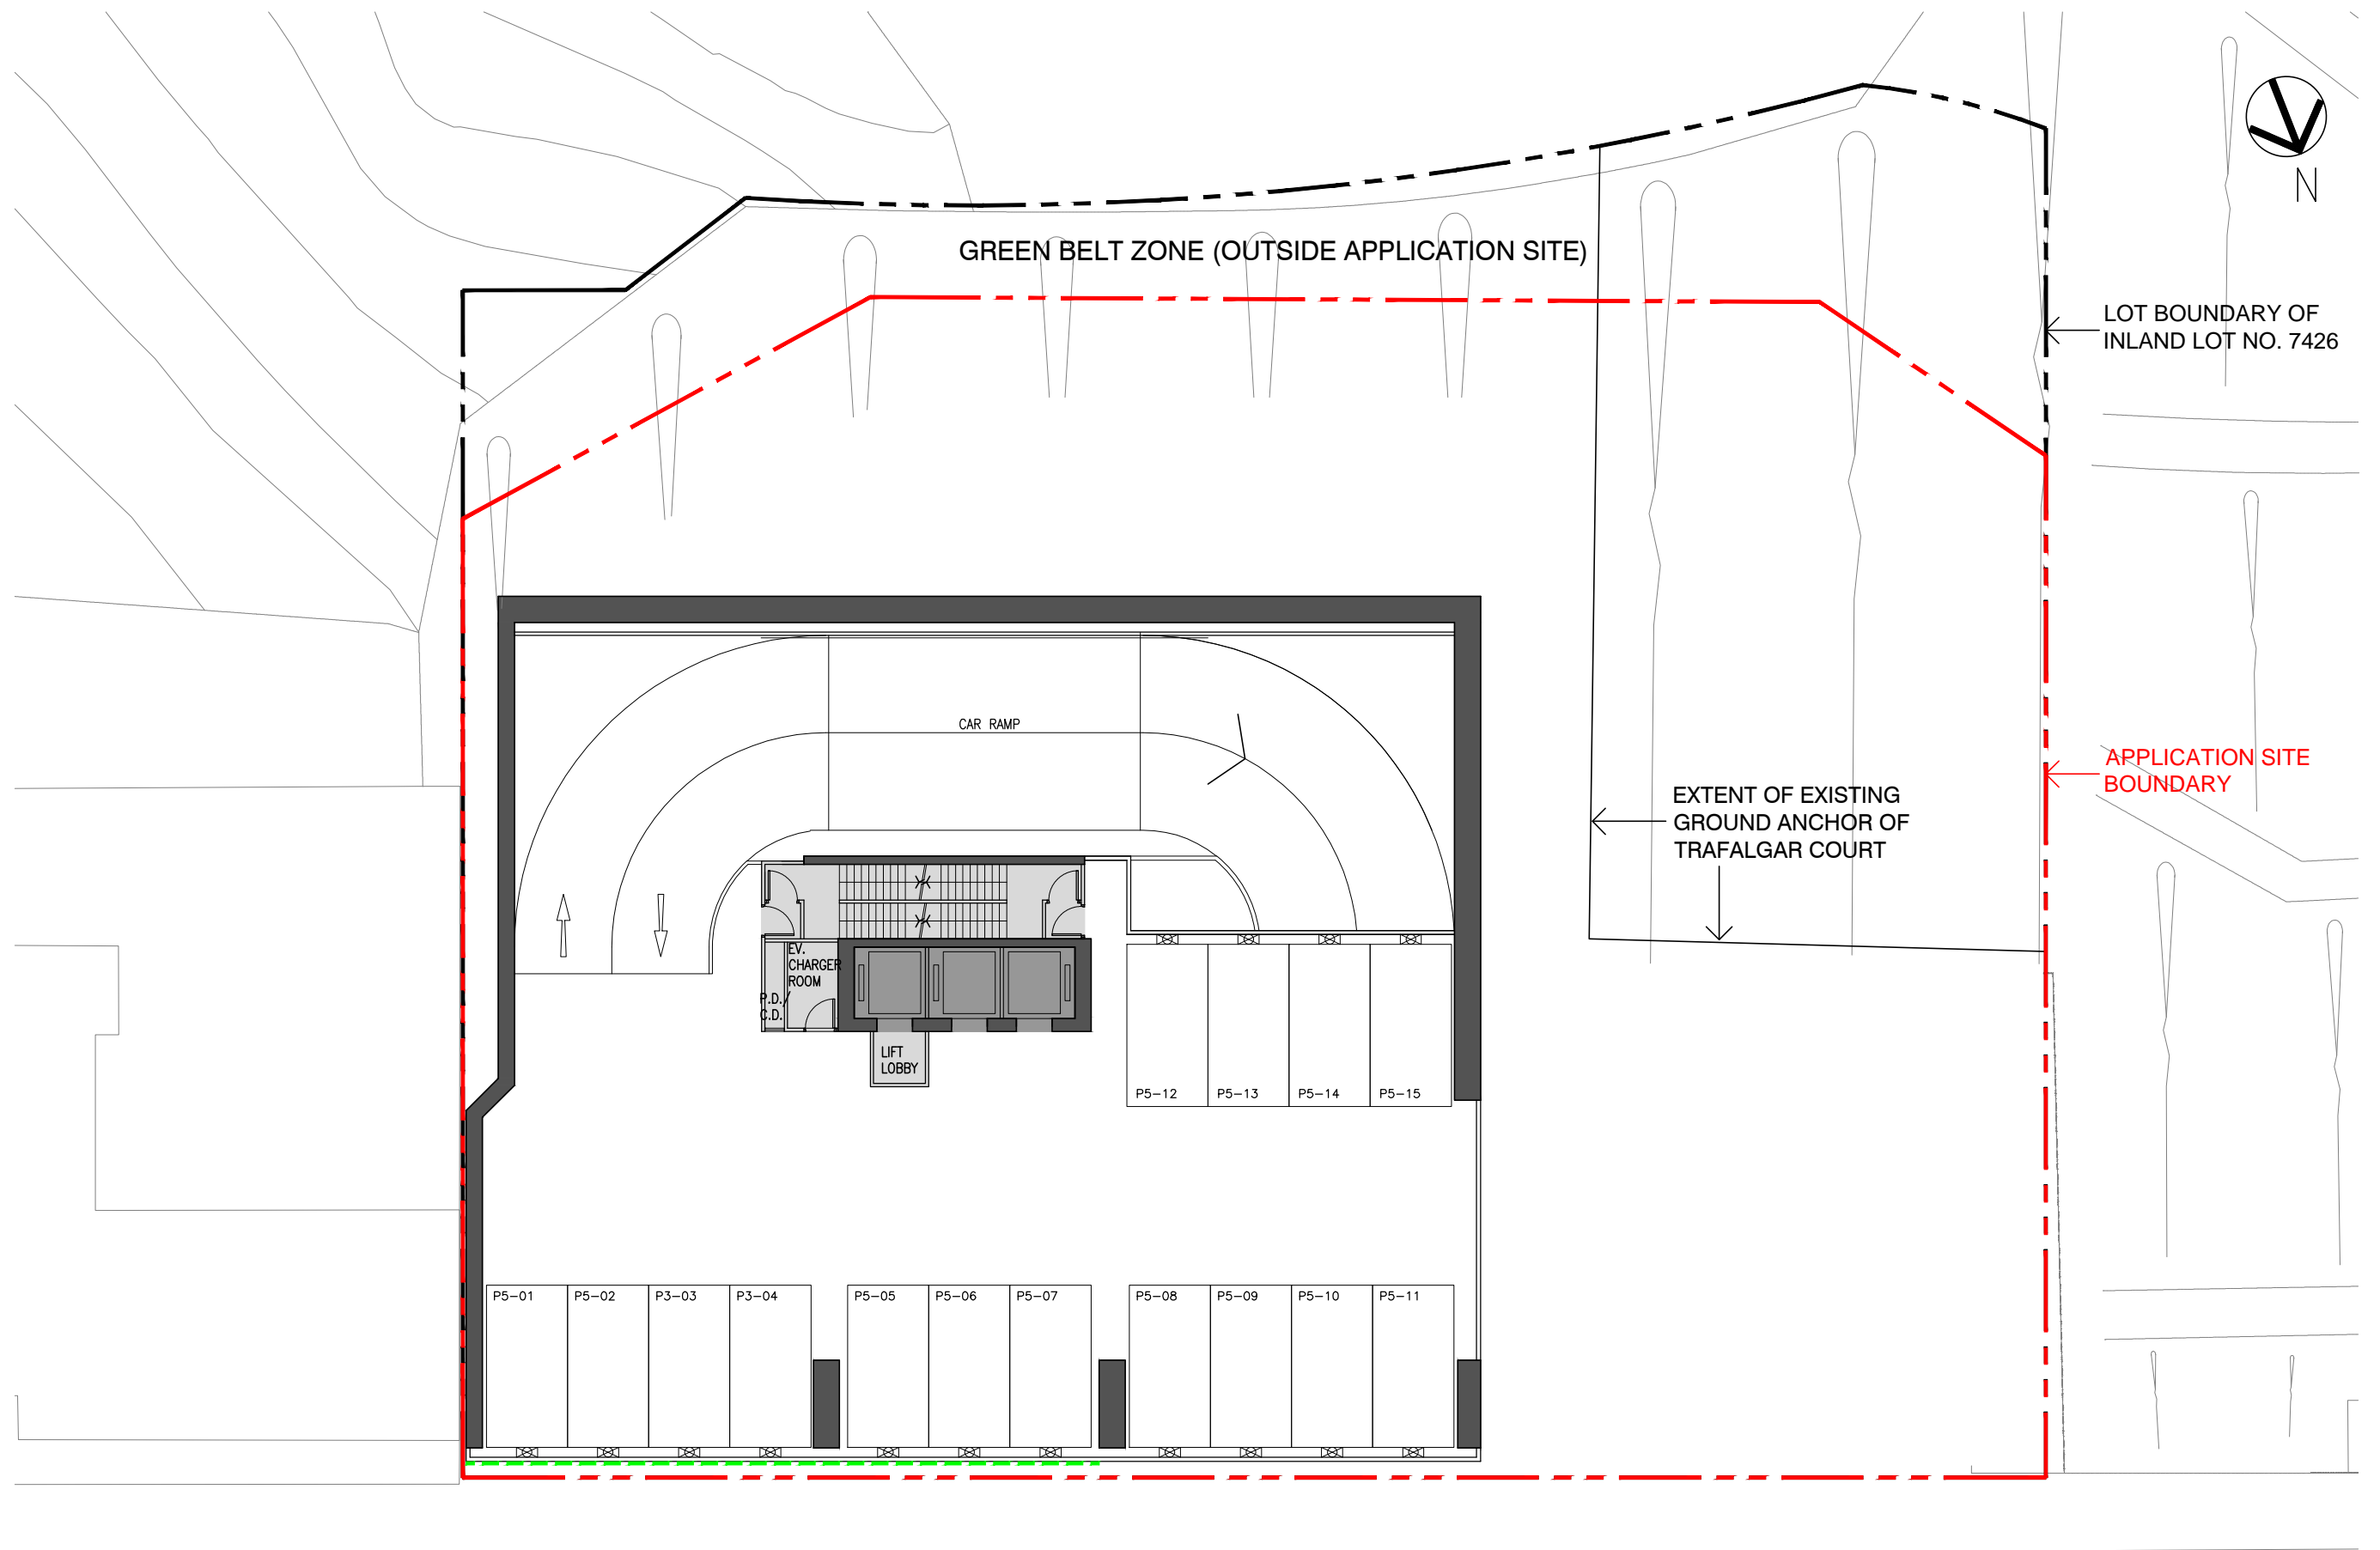 N
GREEN BELT ZONE (OUTSIDE APPLICATION SITE)
LOT BOUNDARY OF
INLAND LOT NO. 7426
CAR RAMP
APPLICATION SITE
BOUNDARY
EXTENT OF EXISTING
GROUND ANCHOR OF
TRAFALGAR COURT
EV.
CHARGER
ROOM
P.D./
C.D.
LIFT
LOBBY
P5-12
P5-13
P5-14
P5-15
P5-01
P5-02
P3-03
P3-04
P5-05
P5-06
P5-07
P5-08
P5-09
P5-10
P5-11